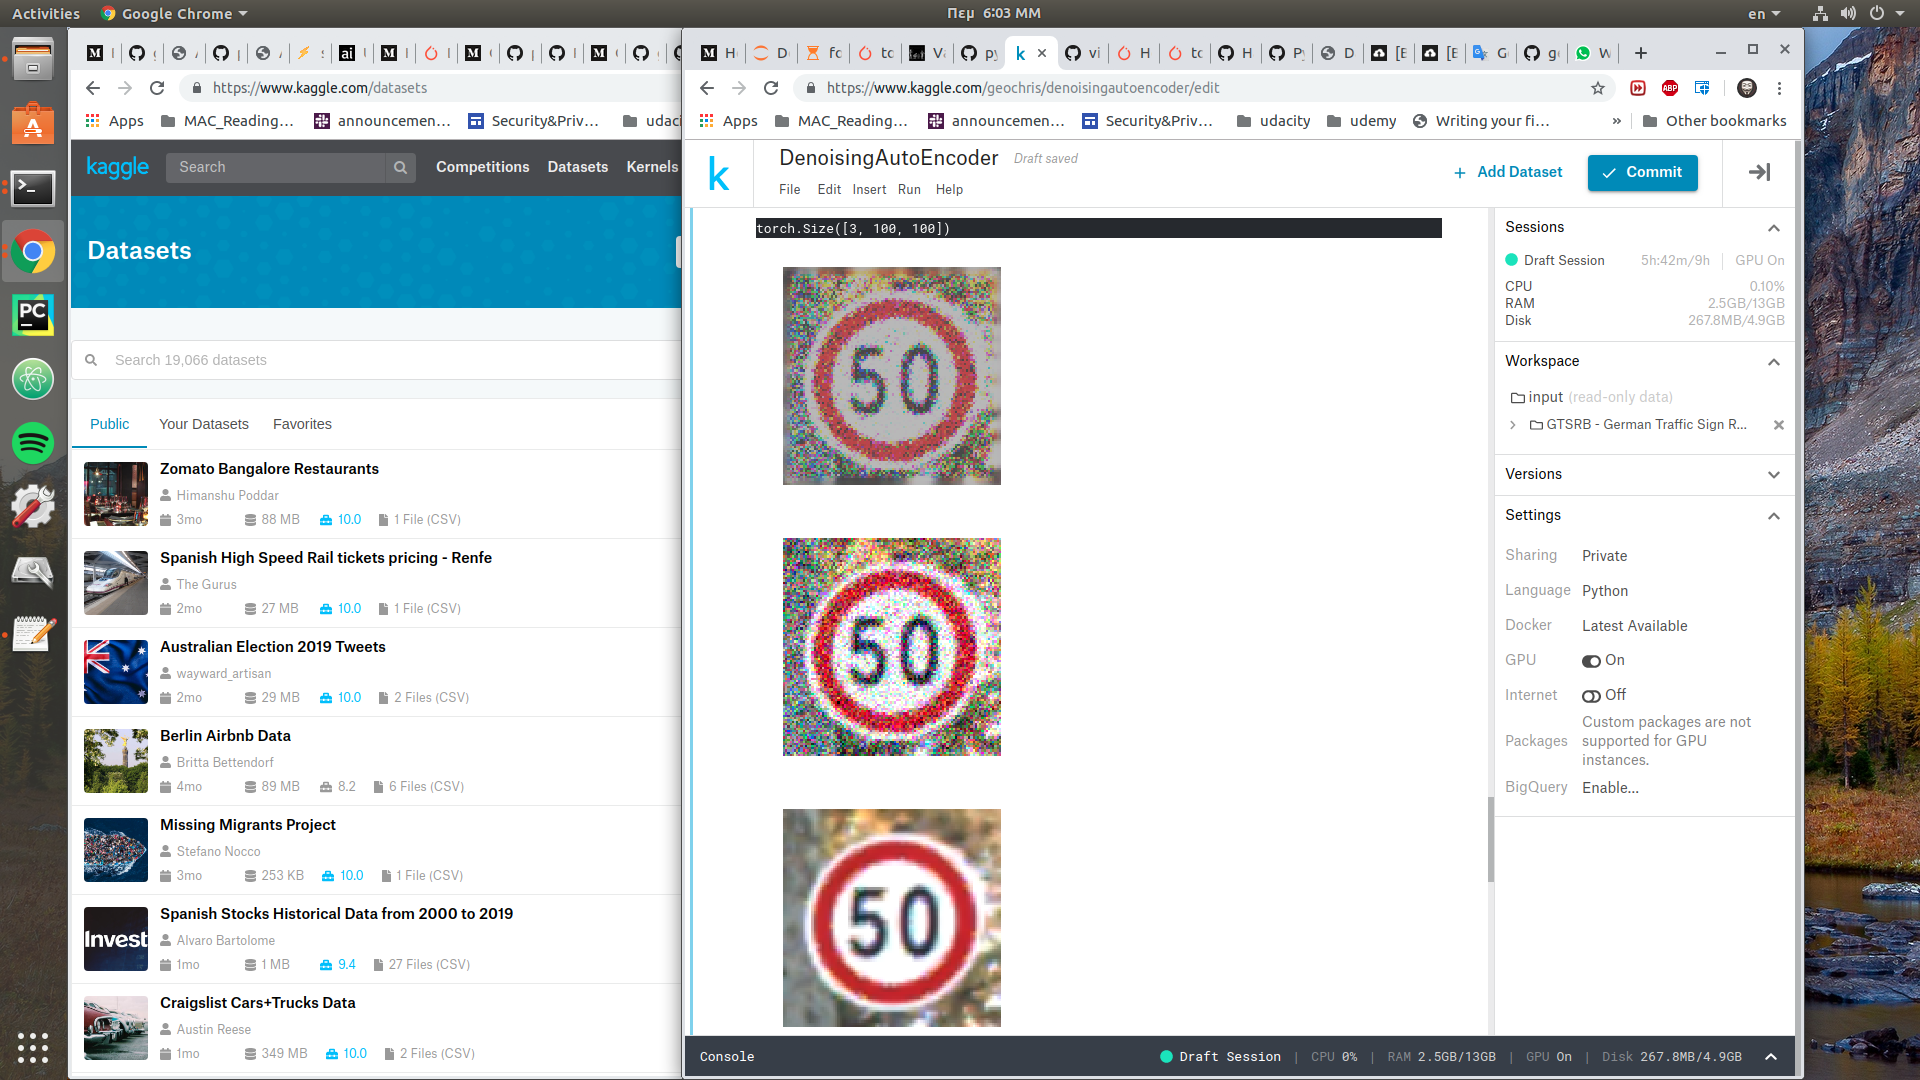 Activities
Google Chrome
Πεμ 6:03 ΜΜ
en
https://www.kaggle.com/datasets
Apps
MAC_Reading...
announcemen...
Security&Priv...
udaci
kaggle
Search
Competitions
Datasets
Kernels
Datasets
Search 19,066 datasets
Public
Your Datasets
Favorites
Zomato Bangalore Restaurants
Himanshu Poddar
3mo 88 MB 10.0 1 File (CSV)
Spanish High Speed Rail tickets pricing - Renfe
The Gurus
2mo 27 MB 10.0 1 File (CSV)
Australian Election 2019 Tweets
wayward_artisan
2mo 29 MB 10.0 2 Files (CSV)
Berlin Airbnb Data
Britta Bettendorf
4mo 89 MB 8.2 6 Files (CSV)
Missing Migrants Project
Stefano Nocco
3mo 253 KB 10.0 1 File (CSV)
Invest
Spanish Stocks Historical Data from 2000 to 2019
Alvaro Bartolome
1mo 1 MB 9.4 27 Files (CSV)
Craigslist Cars+Trucks Data
Austin Reese
1mo 349 MB 10.0 2 Files (CSV)
https://www.kaggle.com/geochris/denoisingautoencoder/edit
ABP
Apps
MAC_Reading...
announcemen...
Security&Priv...
udacity
udemy
Writing your fi...
»
Other bookmarks
k
DenoisingAutoEncoder
Draft saved
File Edit Insert Run Help
+ Add Dataset
Commit
torch.Size([3, 100, 100])
50
50
50
Sessions
Draft Session 5h:42m/9h GPU On
CPU 0.10%
RAM 2.5GB/13GB
Disk 267.8MB/4.9GB
Workspace
input (read-only data)
GTSRB - German Traffic Sign R...
Versions
Settings
Sharing Private
Language Python
Docker Latest Available
GPU On
Internet Off
Packages Custom packages are not supported for GPU instances.
BigQuery Enable...
Console
Draft Session | CPU 0% | RAM 2.5GB/13GB | GPU On | Disk 267.8MB/4.9GB
PC